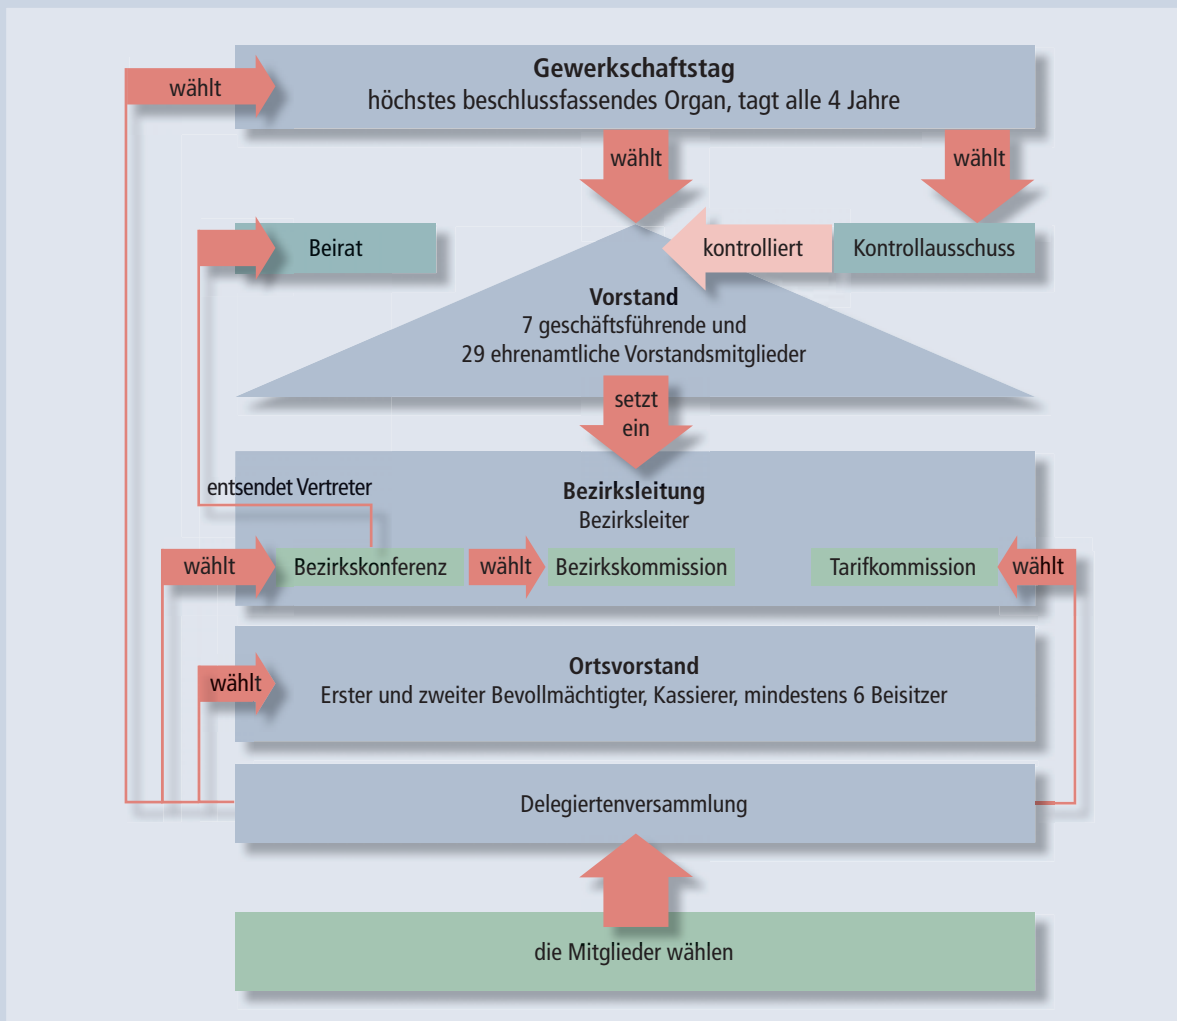 Gewerkschaftstag
wählt
höchstes beschlussfassendes Organ, tagt alle 4 Jahre
wählt
wählt
Beirat
kontrolliert
Kontrollausschuss
Vorstand
7 geschäftsführende und
29 ehrenamtliche Vorstandsmitglieder
setzt
ein
entsendet Vertreter
Bezirksleitung
Bezirksleiter
wählt
Bezirkskonferenz
wählt
Bezirkskommission
Tarifkommission
wählt
Ortsvorstand
wählt
Erster und zweiter Bevollmächtigter, Kassierer, mindestens 6 Beisitzer
Delegiertenversammlung
die Mitglieder wählen